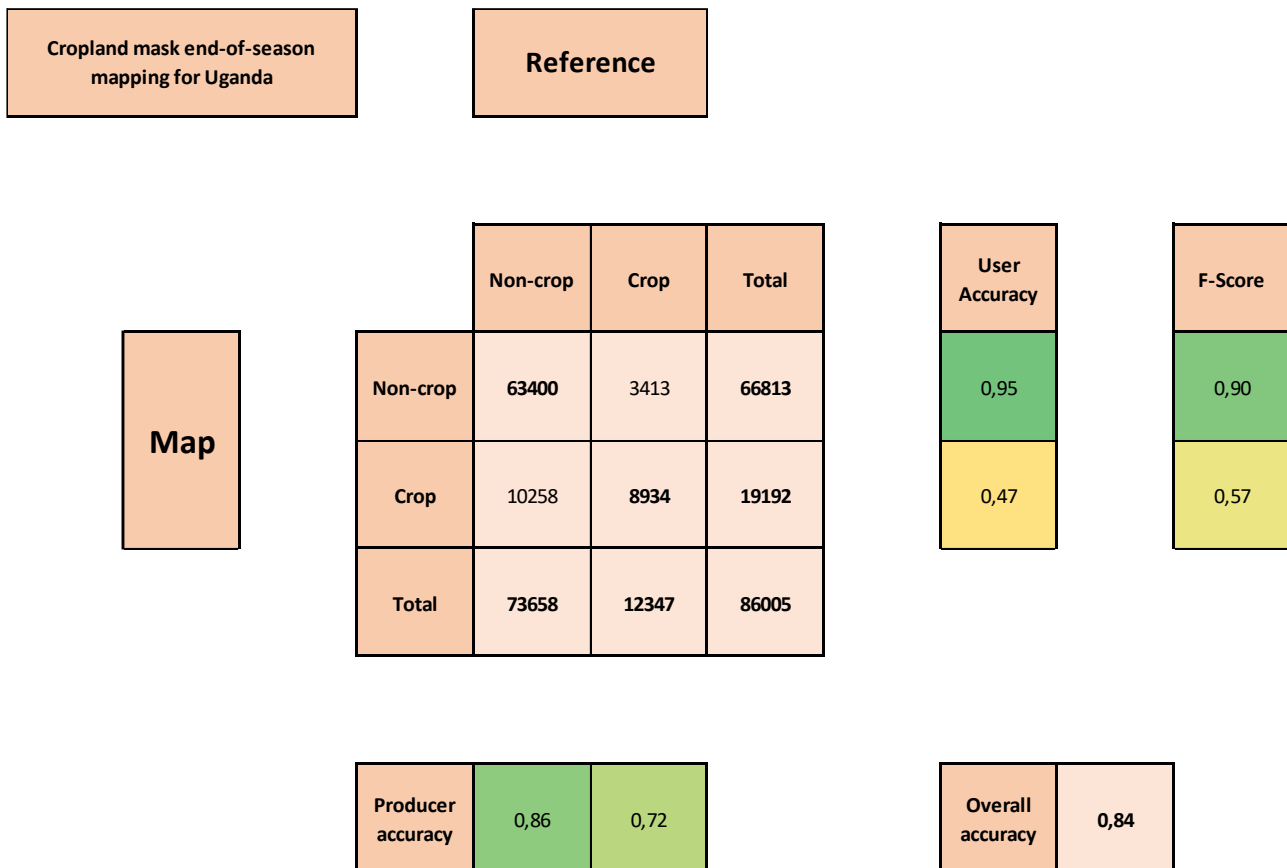 Cropland mask end-of-season
mapping for Uganda
Reference
Non-crop Crop Total
User
Accuracy
F-Score
Map
Non-crop 63400 3413 66813 0,95 0,90
Crop 10258 8934 19192 0,47 0,57
Total 73658 12347 86005
Producer
accuracy
0,86 0,72
Overall
accuracy
0,84